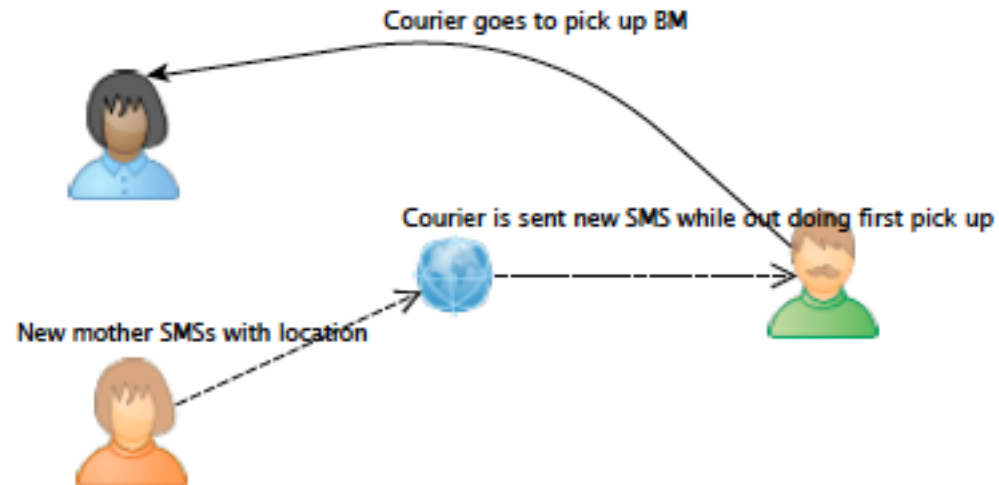 Courier goes to pick up BM
Courier is sent new SMS while out doing first pick up
New mother SMSs with location